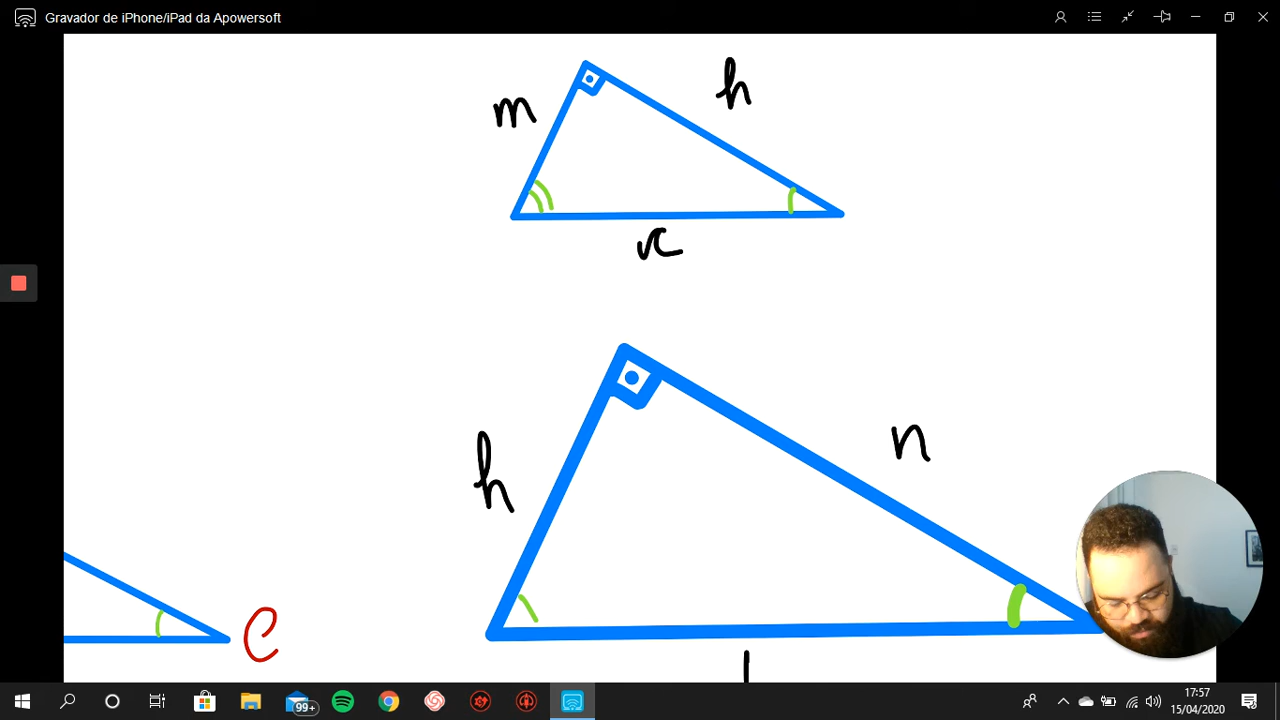 Gravador de iPhone/iPad da Apowersoft
m
h
h
n
C
99+
17:57
15/04/2020